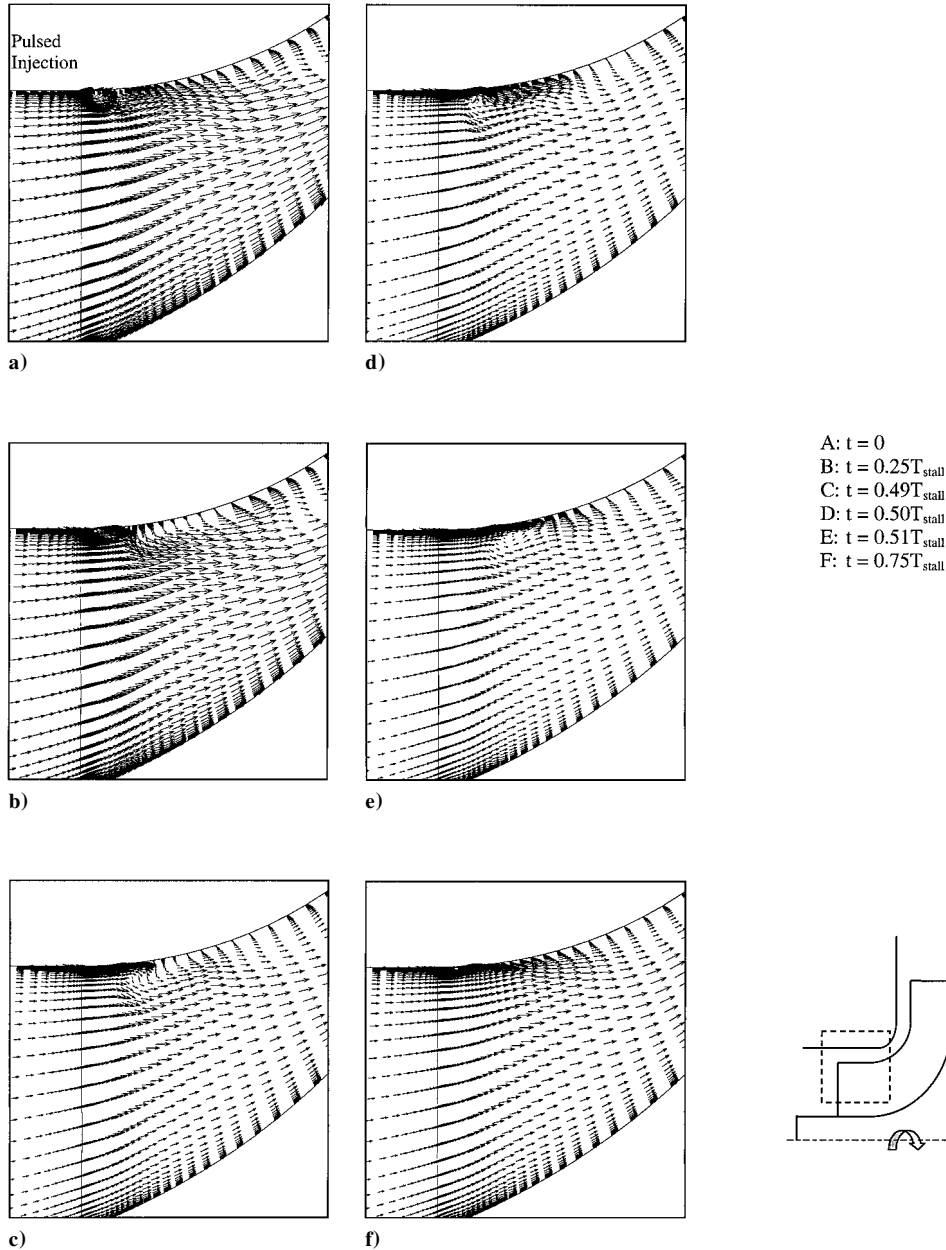 Pulsed
Injection
a)
d)
b)
e)
c)
f)
A: t = 0
B: t = 0.25T_stall
C: t = 0.49T_stall
D: t = 0.50T_stall
E: t = 0.51T_stall
F: t = 0.75T_stall